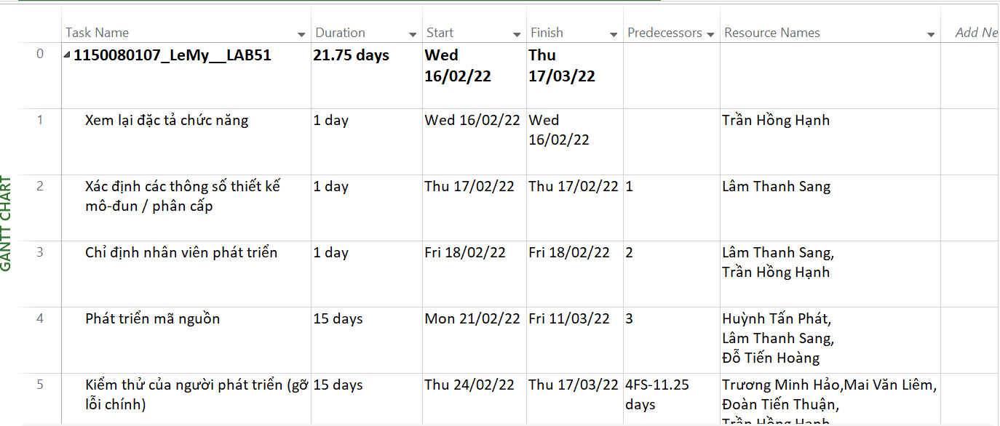 Task Name Duration Start Finish Predecessors Resource Names Add Ne
0 1150080107_LeMy__LAB51 21.75 days Wed 16/02/22 Thu 17/03/22
1 Xem lại đặc tả chức năng 1 day Wed 16/02/22 Wed 16/02/22 Trần Hồng Hạnh
2 Xác định các thông số thiết kế mô-đun / phân cấp 1 day Thu 17/02/22 Thu 17/02/22 1 Lâm Thanh Sang
3 Chỉ định nhân viên phát triển 1 day Fri 18/02/22 Fri 18/02/22 2 Lâm Thanh Sang, Trần Hồng Hạnh
4 Phát triển mã nguồn 15 days Mon 21/02/22 Fri 11/03/22 3 Huỳnh Tấn Phát, Lâm Thanh Sang, Đỗ Tiến Hoàng
5 Kiểm thử của người phát triển (gỡ lỗi chính) 15 days Thu 24/02/22 Thu 17/03/22 4FS-11.25 days Trương Minh Hảo,Mai Văn Liêm, Đoàn Tiến Thuận, Trần Hồng Hạnh
GANTT CHART